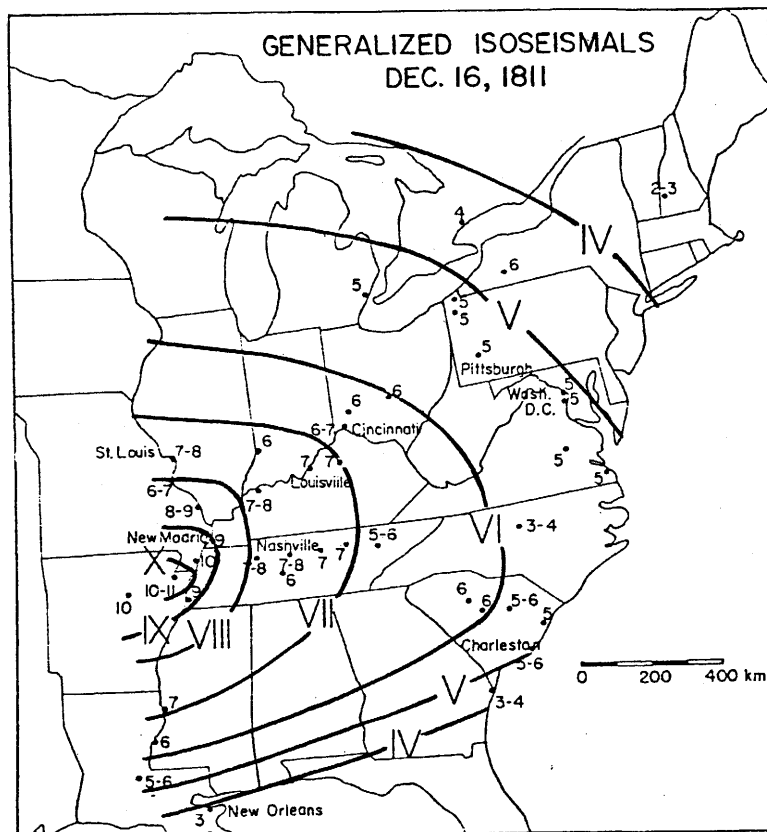 GENERALIZED ISOSEISMALS
DEC. 16, 1811
2-3
4
IV
6
5
5
5
V
5
Pittsburgh
6
5
Wash.
D.C.
5
6
6-7
Cincinnati
St. Louis
7-8
6
7
7
5
5
Louisville
6-7
7-8
8-9
VI
3-4
New Madrid
9
Nashville
7
5-6
X
10
7-8
7-8
7
6
10-11
10
9
6
6
5-6
5
IX
VIII
VII
Charleston
5-6
0 200 400 km
V
3-4
7
6
IV
5-6
3
New Orleans